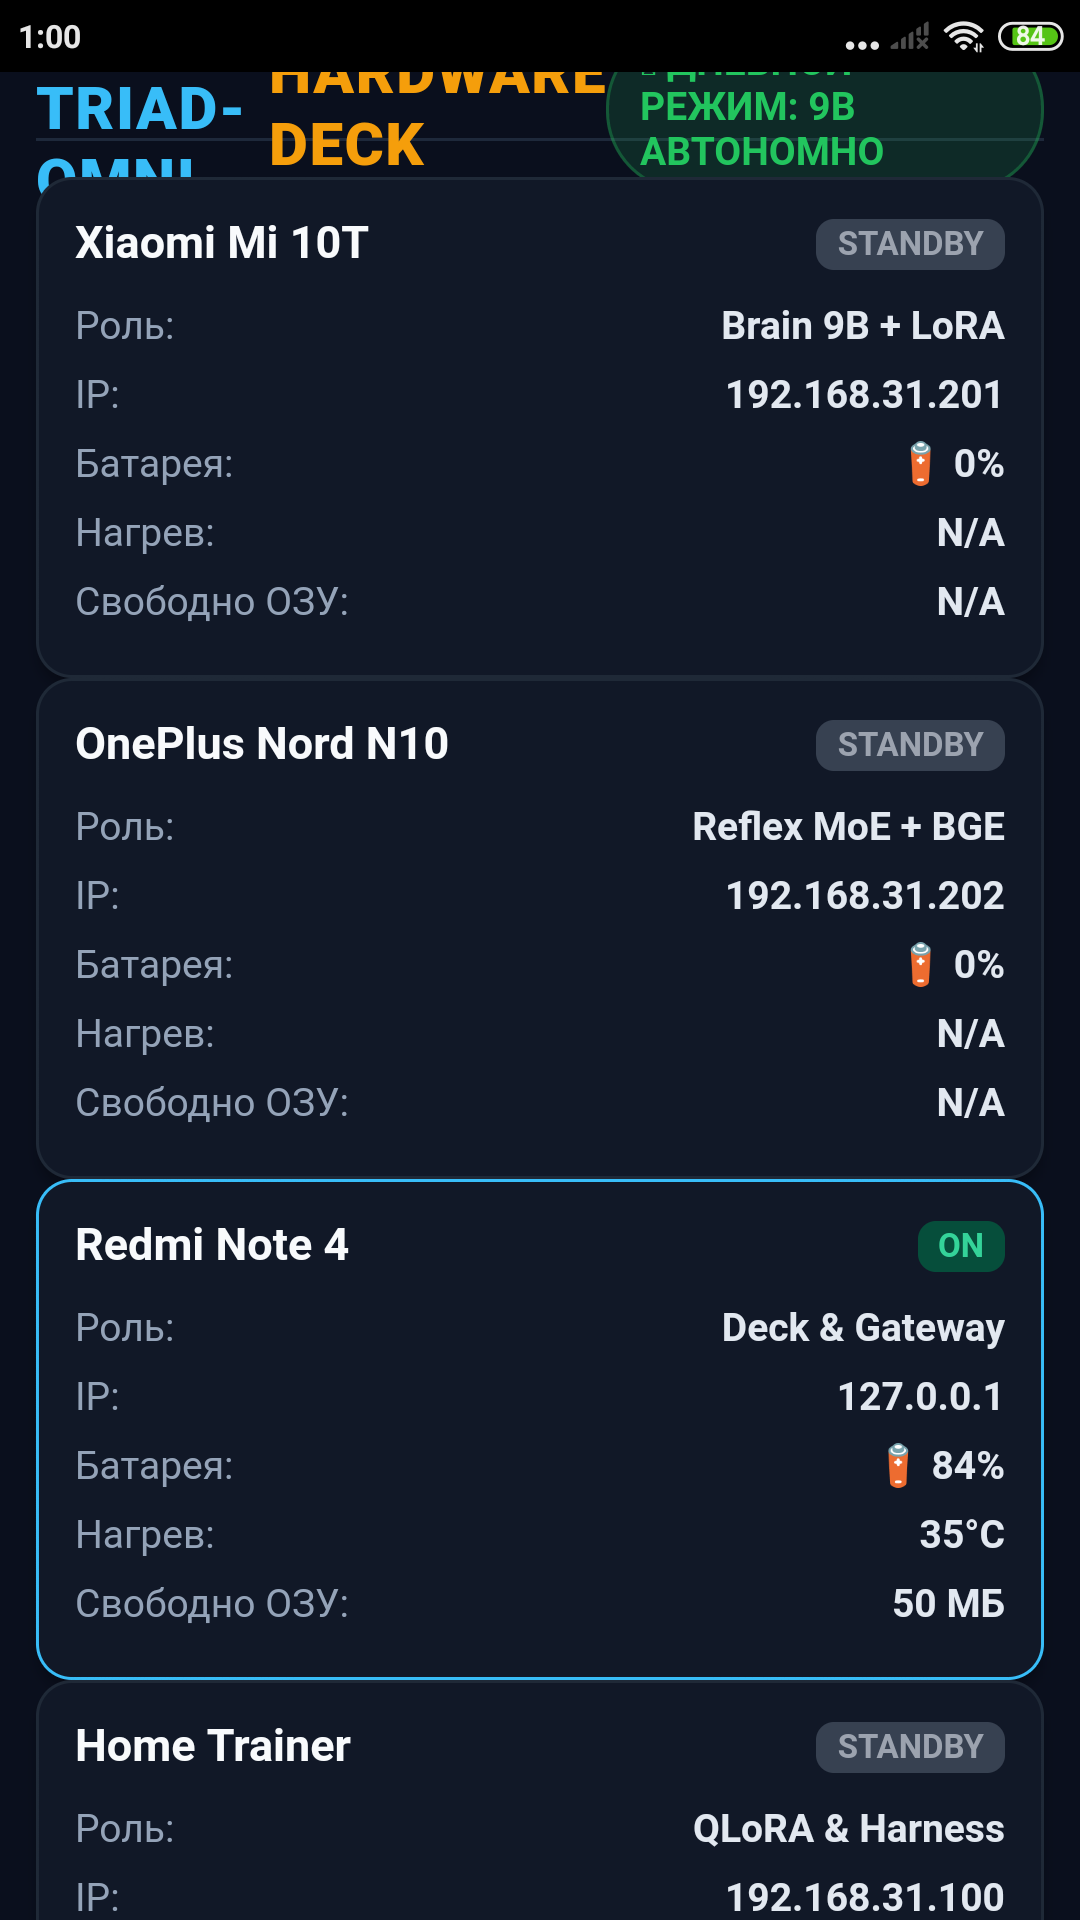 1:00
84
TRIAD-
OMNI
HARDWARE
DECK
ДНЕВНОЙ
РЕЖИМ: 9B
АВТОНОМНО
Xiaomi Mi 10T STANDBY
Роль: Brain 9B + LoRA
IP: 192.168.31.201
Батарея: 0%
Нагрев: N/A
Свободно ОЗУ: N/A
OnePlus Nord N10 STANDBY
Роль: Reflex MoE + BGE
IP: 192.168.31.202
Батарея: 0%
Нагрев: N/A
Свободно ОЗУ: N/A
Redmi Note 4 ON
Роль: Deck & Gateway
IP: 127.0.0.1
Батарея: 84%
Нагрев: 35°C
Свободно ОЗУ: 50 МБ
Home Trainer STANDBY
Роль: QLoRA & Harness
IP: 192.168.31.100